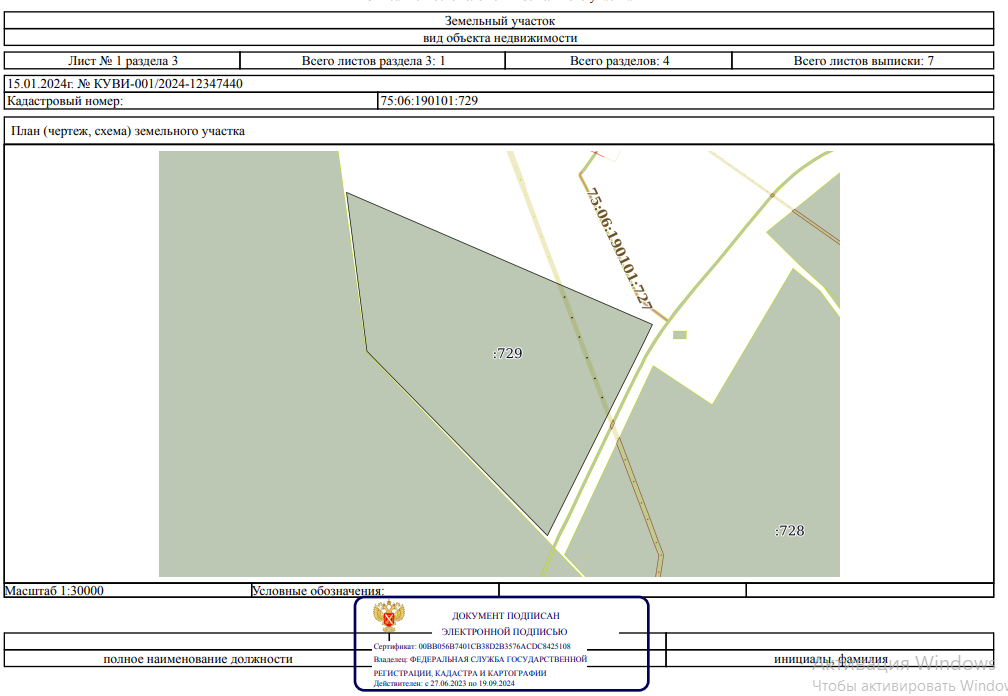 Земельный участок
вид объекта недвижимости
Лист № 1 раздела 3 Всего листов раздела 3: 1 Всего разделов: 4 Всего листов выписки: 7
15.01.2024г. № КУВИ-001/2024-12347440
Кадастровый номер: 75:06:190101:729
План (чертеж, схема) земельного участка
75:06:190101:727
:729
:728
Масштаб 1:30000 Условные обозначения:
ДОКУМЕНТ ПОДПИСАН
ЭЛЕКТРОННОЙ ПОДПИСЬЮ
Сертификат: 00BB056B7401CB38D2B3576ACDC8425108
Владелец: ФЕДЕРАЛЬНАЯ СЛУЖБА ГОСУДАРСТВЕННОЙ
РЕГИСТРАЦИИ, КАДАСТРА И КАРТОГРАФИИ
Действителен: с 27.06.2023 по 19.09.2024
полное наименование должности инициалы, фамилия
Активация Windows
Чтобы активировать Windo